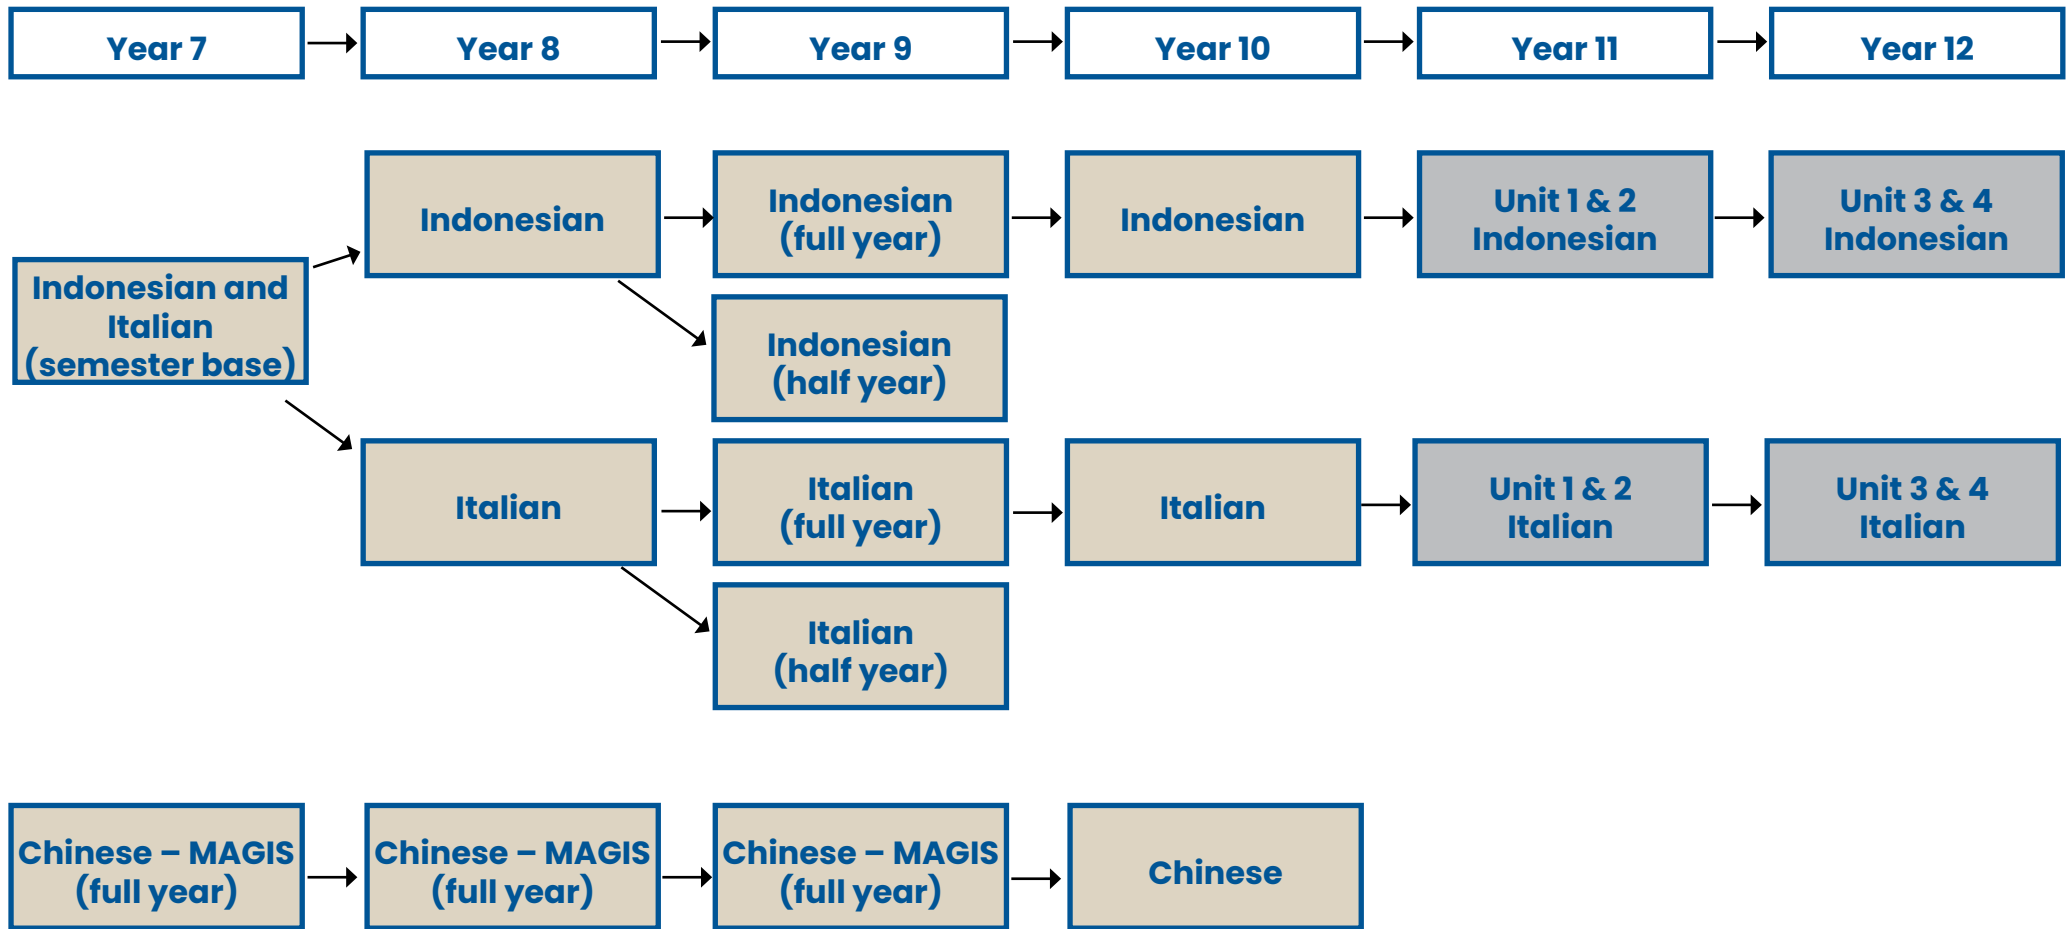 Year 7
Year 8
Year 9
Year 10
Year 11
Year 12
Indonesian and
Italian
(semester base)
Indonesian
Indonesian
(full year)
Indonesian
Unit 1 & 2
Indonesian
Unit 3 & 4
Indonesian
Indonesian
(half year)
Italian
Italian
(full year)
Italian
Unit 1 & 2
Italian
Unit 3 & 4
Italian
Italian
(half year)
Chinese – MAGIS
(full year)
Chinese – MAGIS
(full year)
Chinese – MAGIS
(full year)
Chinese